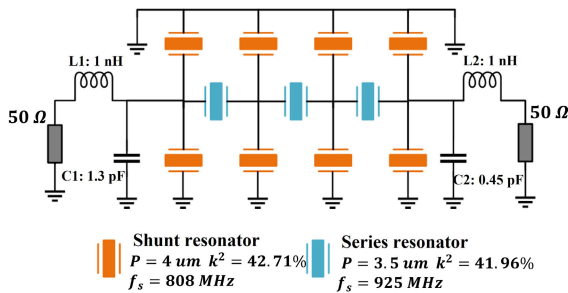 L1: 1 nH
L2: 1 nH
50 Ω
50 Ω
C1: 1.3 pF
C2: 0.45 pF
Shunt resonator
P = 4 um k² = 42.71%
fₛ = 808 MHz
Series resonator
P = 3.5 um k² = 41.96%
fₛ = 925 MHz